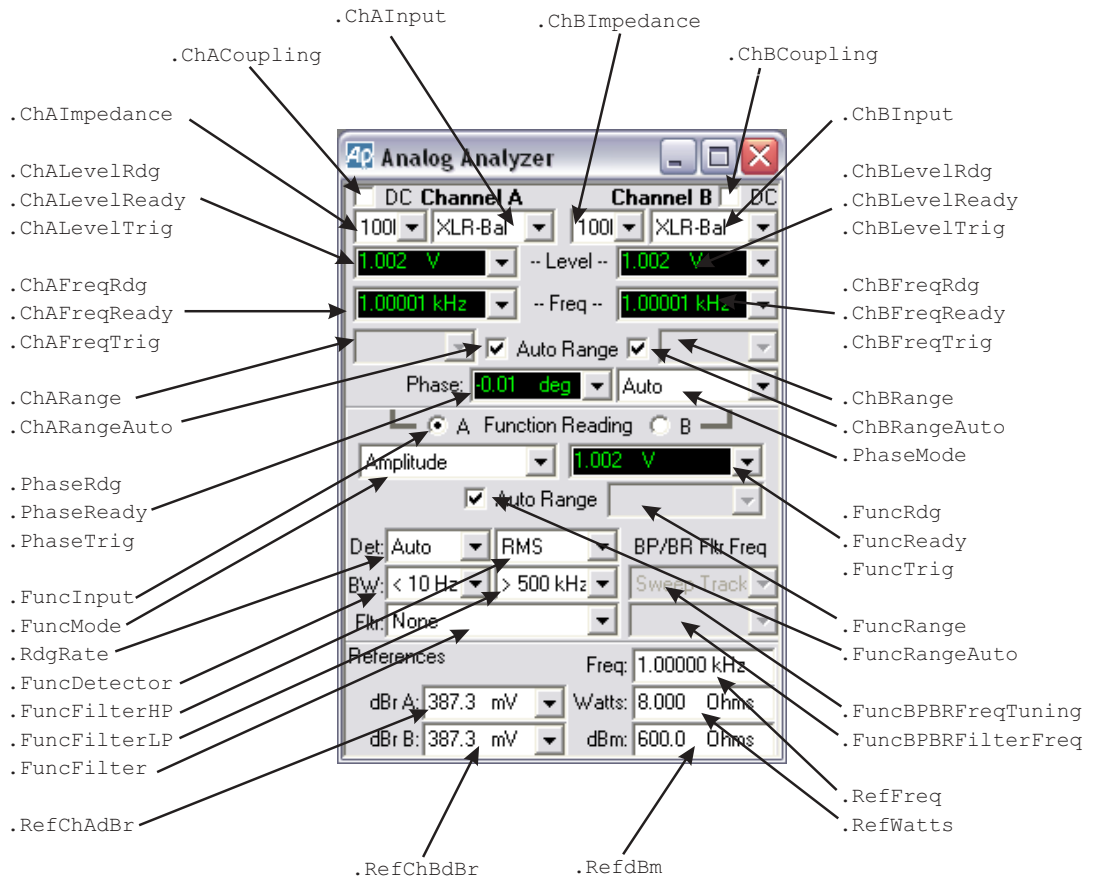 .ChAInput
.ChBImpedance
.ChACoupling
.ChBCoupling
.ChAImpedance
.ChALevelRdg
.ChALevelReady
.ChALevelTrig
.ChAFreqRdg
.ChAFreqReady
.ChAFreqTrig
.ChARange
.ChARangeAuto
.PhaseRdg
.PhaseReady
.PhaseTrig
.FuncInput
.FuncMode
.RdgRate
.FuncDetector
.FuncFilterHP
.FuncFilterLP
.FuncFilter
.RefChAdBr
Ap Analog Analyzer
DC Channel A Channel B DC
100 XLR-Bal 100 XLR-Bal
1.002 V -- Level -- 1.002 V
1.00001 kHz -- Freq -- 1.00001 kHz
Auto Range
Phase: -0.01 deg Auto
A Function Reading B
Amplitude 1.002 V
Auto Range
Det: Auto RMS BP/BR Fltr Freq
BW: < 10 Hz > 500 kHz Sweep Track
Fltr: None
References Freq: 1.00000 kHz
dBr A: 387.3 mV Watts: 8.000 Ohms
dBr B: 387.3 mV dBm: 600.0 Ohms
.ChBInput
.ChBLevelRdg
.ChBLevelReady
.ChBLevelTrig
.ChBFreqRdg
.ChBFreqReady
.ChBFreqTrig
.ChBRange
.ChBRangeAuto
.PhaseMode
.FuncRdg
.FuncReady
.FuncTrig
.FuncRange
.FuncRangeAuto
.FuncBPBRFreqTuning
.FuncBPBRFilterFreq
.RefFreq
.RefWatts
.RefChBdBr
.RefdBm